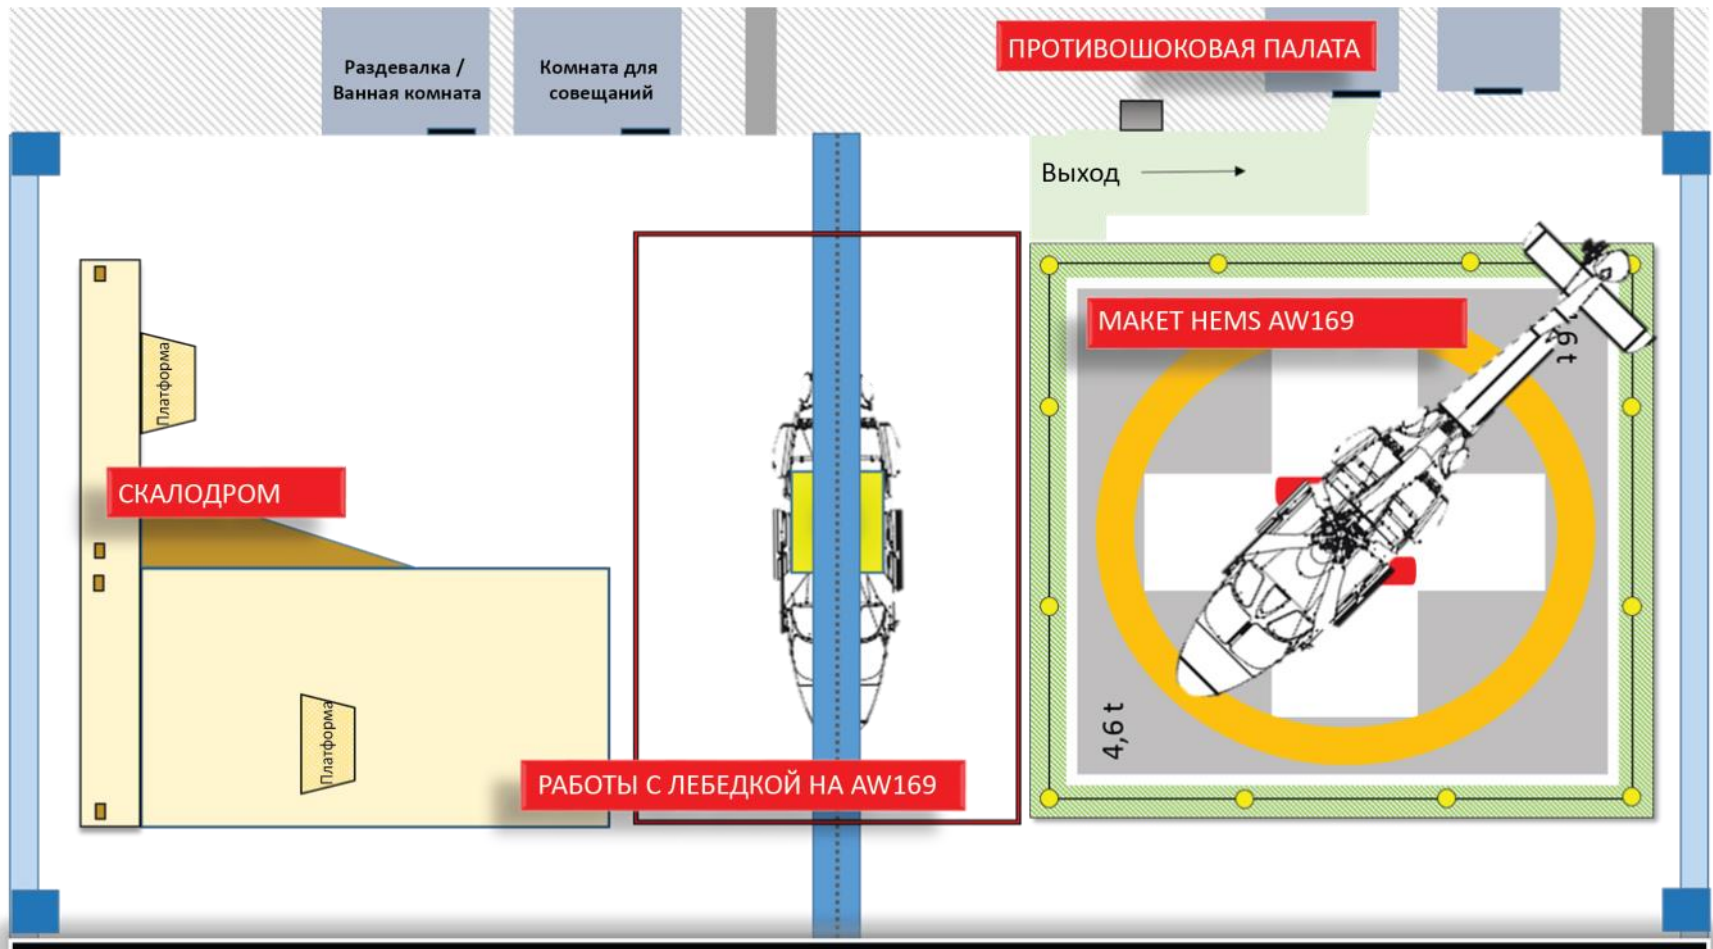 Раздевалка /
Ванная комната
Комната для
совещаний
ПРОТИВОШОКОВАЯ ПАЛАТА
Выход
МАКЕТ HEMS AW169
Платформа
СКАЛОДРОМ
Платформа
РАБОТЫ С ЛЕБЕДКОЙ НА AW169
4,6 t
6 t